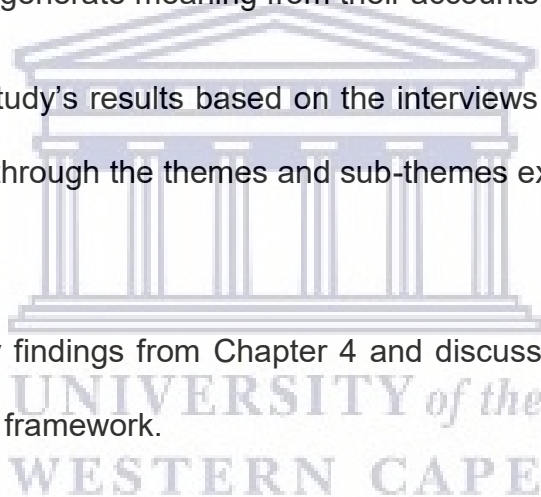 generate meaning from their accounts
tudy's results based on the interviews
through the themes and sub-themes ex
findings from Chapter 4 and discuss
UNIVERSITY of the
framework.
WESTERN CAPE